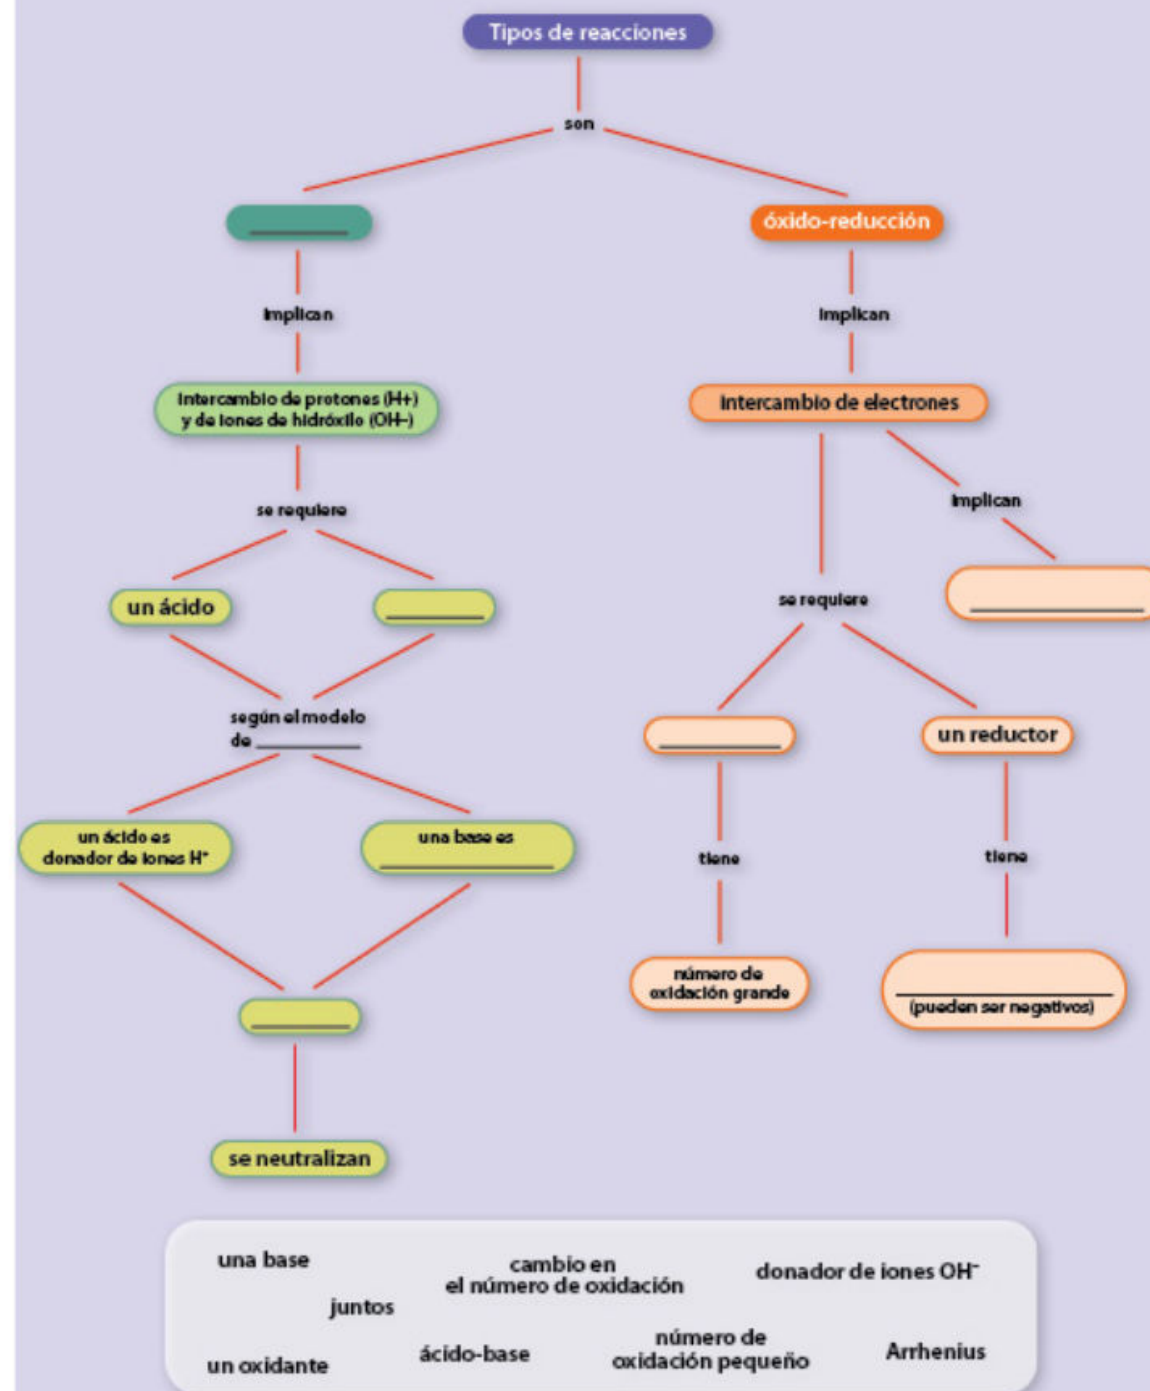 Tipos de reacciones
son
óxido-reducción
Implican
Implican
Intercambio de protones (H+)
y de iones de hidróxilo (OH–)
Intercambio de electrones
se requiere
Implican
un ácido
se requiere
según el modelo
de
un reductor
un ácido es
donador de iones H⁺
una base es
tiene
tiene
número de
oxidación grande
(pueden ser negativos)
se neutralizan
una base
cambio en
el número de oxidación
donador de iones OH⁻
juntos
un oxidante
ácido-base
número de
oxidación pequeño
Arrhenius